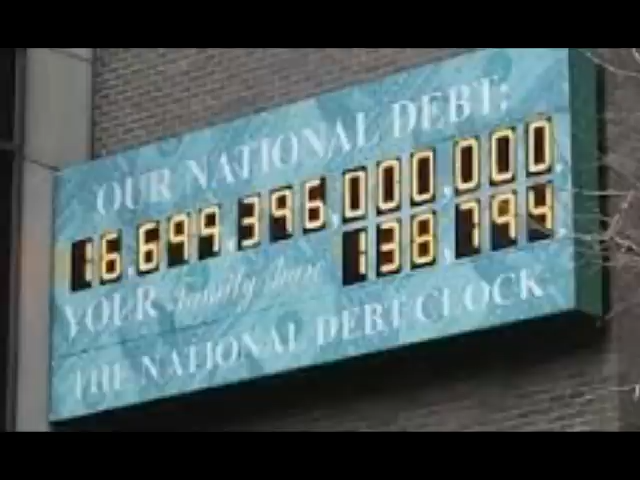 OUR NATIONAL DEBT:
16,699,396,000,000.
YOUR Family share 138,794.
THE NATIONAL DEBT CLOCK